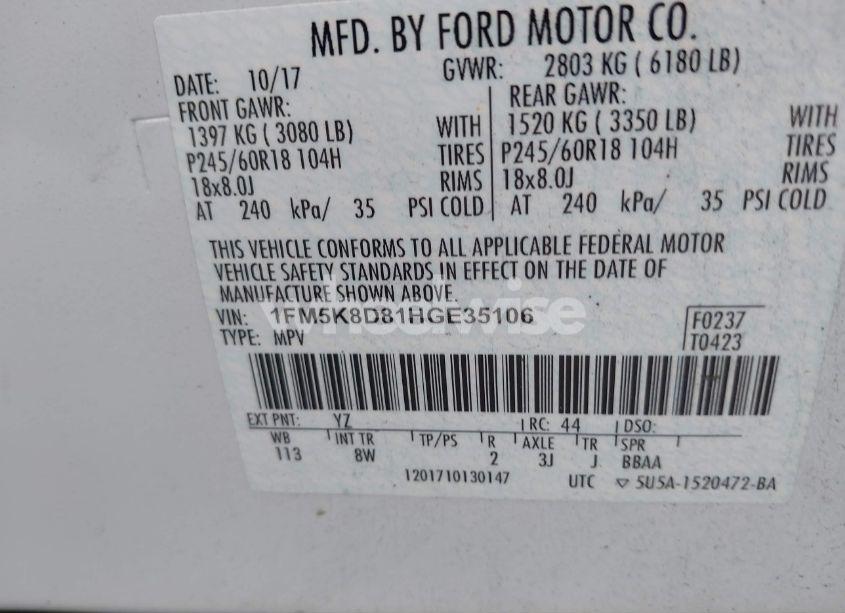 MFD. BY FORD MOTOR CO.
DATE: 10/17 GVWR: 2803 KG ( 6180 LB)
FRONT GAWR: REAR GAWR:
1397 KG ( 3080 LB) WITH 1520 KG ( 3350 LB) WITH
P245/60R18 104H TIRES P245/60R18 104H TIRES
18x8.0J RIMS 18x8.0J RIMS
AT 240 kPa/ 35 PSI COLD AT 240 kPa/ 35 PSI COLD
THIS VEHICLE CONFORMS TO ALL APPLICABLE FEDERAL MOTOR
VEHICLE SAFETY STANDARDS IN EFFECT ON THE DATE OF
MANUFACTURE SHOWN ABOVE.
VIN: 1FM5K8D81HGE35106 F0237
TYPE: MPV T0423
wheelwise
EXT PNT: YZ RC: 44 DSO:
WB INT TR TP/PS R AXLE TR SPR
113 8W 2 3J J BBAA
1201710130147 UTC ▽ 5U5A-1520472-BA